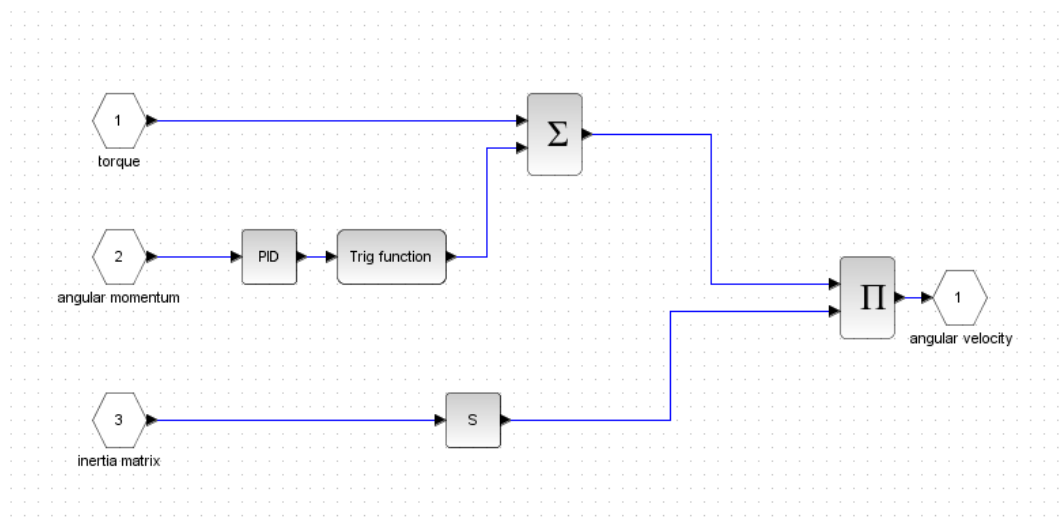 1
torque
Σ
2
PID
Trig function
angular momentum
Π
1
angular velocity
3
S
inertia matrix